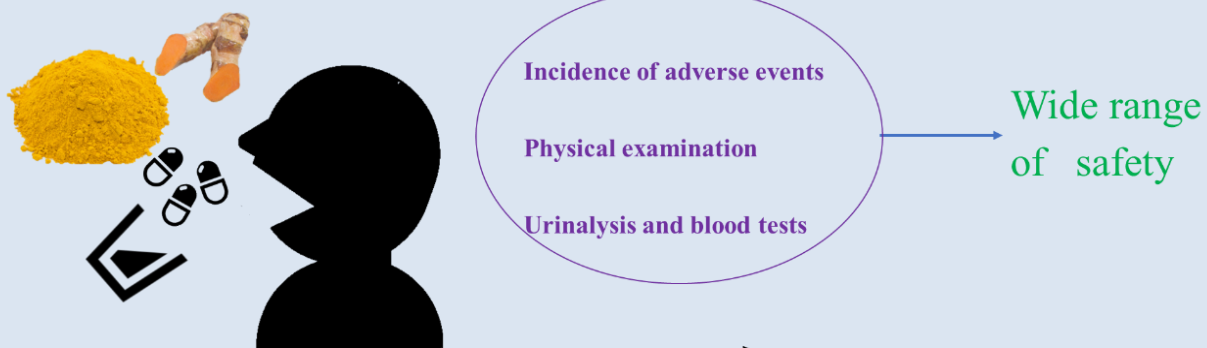 Incidence of adverse events
Physical examination
Urinalysis and blood tests
Wide range
of safety